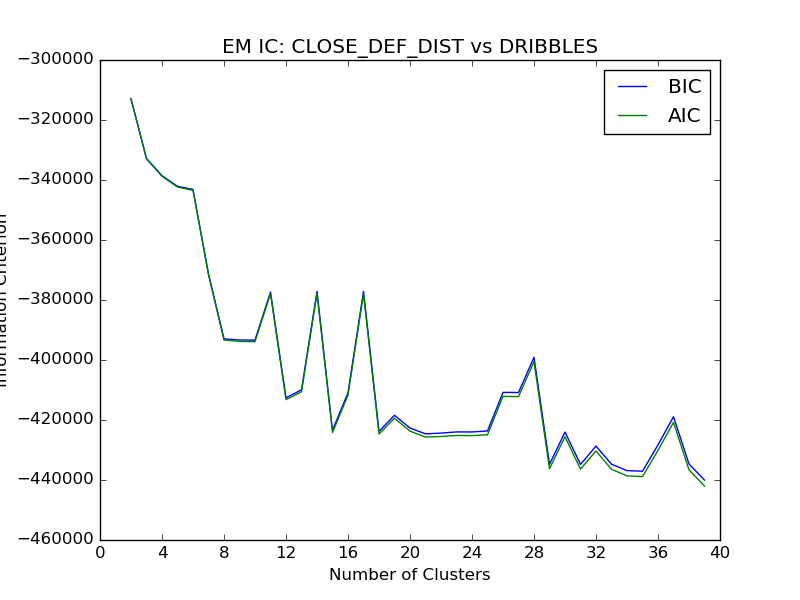 EM IC: CLOSE_DEF_DIST vs DRIBBLES
BIC
AIC
−300000
−320000
−340000
−360000
−380000
−400000
−420000
−440000
−460000
Information Criterion
0 4 8 12 16 20 24 28 32 36 40
Number of Clusters